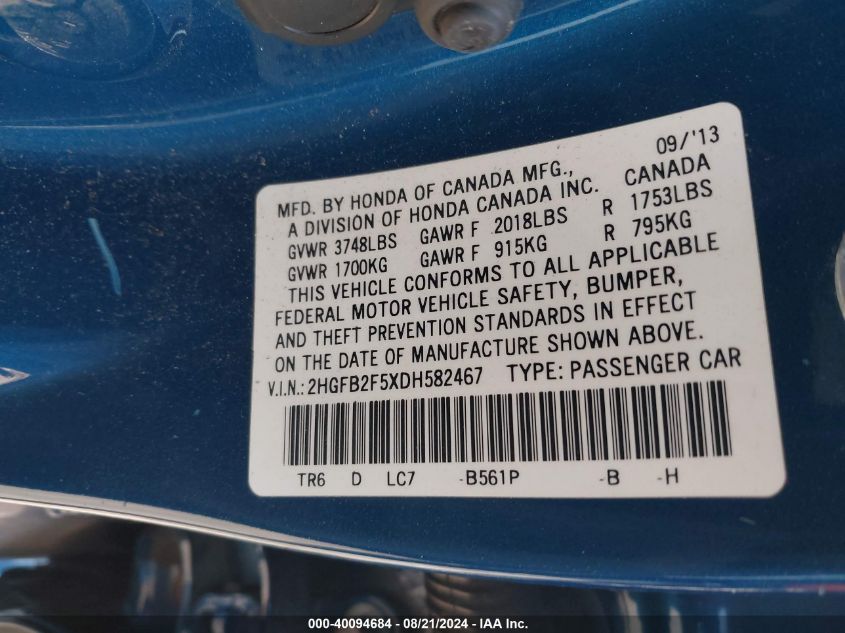 09/'13
MFD. BY HONDA OF CANADA MFG.,
A DIVISION OF HONDA CANADA INC. CANADA
GVWR 3748LBS GAWR F 2018LBS R 1753LBS
GVWR 1700KG GAWR F 915KG R 795KG
THIS VEHICLE CONFORMS TO ALL APPLICABLE
FEDERAL MOTOR VEHICLE SAFETY, BUMPER,
AND THEFT PREVENTION STANDARDS IN EFFECT
ON THE DATE OF MANUFACTURE SHOWN ABOVE.
V.I.N.: 2HGFB2F5XDH582467 TYPE: PASSENGER CAR
TR6 D LC7 -B561P -B -H
000-40094684 - 08/21/2024 - IAA Inc.